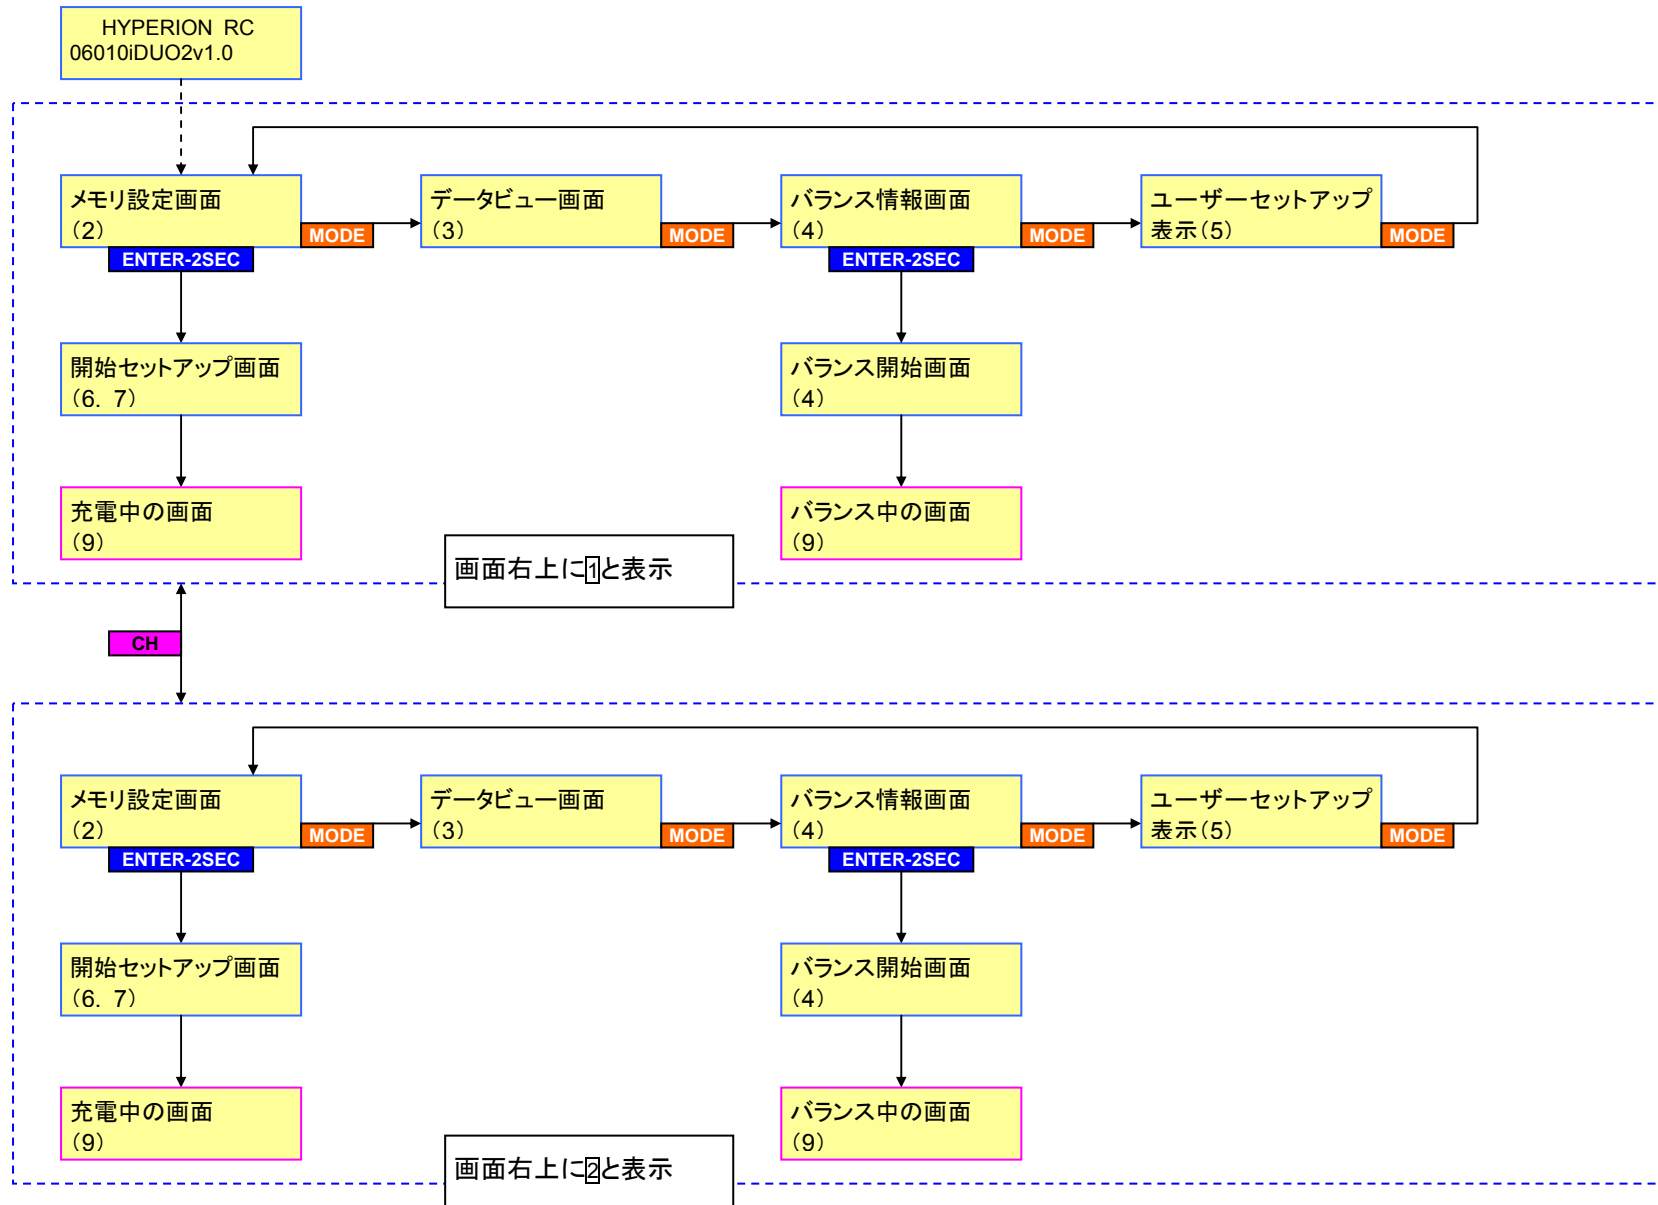 HYPERION RC
06010iDUO2v1.0
メモリ設定画面
(2)
MODE
ENTER-2SEC
データビュー画面
(3)
MODE
バランス情報画面
(4)
MODE
ENTER-2SEC
ユーザーセットアップ
表示(5)
MODE
開始セットアップ画面
(6. 7)
バランス開始画面
(4)
充電中の画面
(9)
バランス中の画面
(9)
画面右上に1と表示
CH
メモリ設定画面
(2)
MODE
ENTER-2SEC
データビュー画面
(3)
MODE
バランス情報画面
(4)
MODE
ENTER-2SEC
ユーザーセットアップ
表示(5)
MODE
開始セットアップ画面
(6. 7)
バランス開始画面
(4)
充電中の画面
(9)
バランス中の画面
(9)
画面右上に2と表示